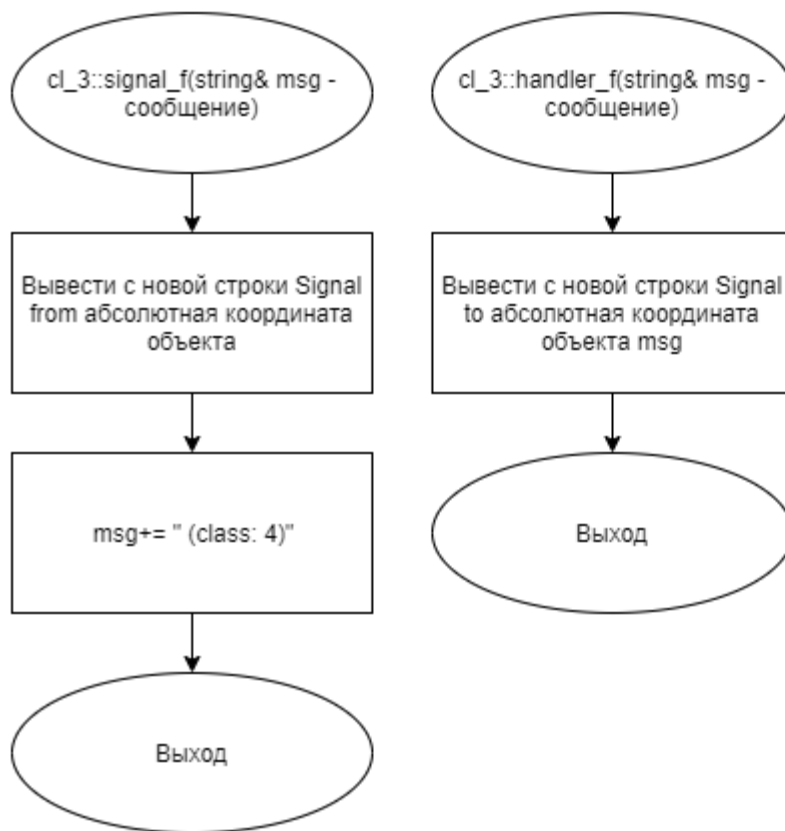 cl_3::signal_f(string& msg -
сообщение)
Вывести с новой строки Signal
from абсолютная координата
объекта
msg+= " (class: 4)"
Выход
cl_3::handler_f(string& msg -
сообщение)
Вывести с новой строки Signal
to абсолютная координата
объекта msg
Выход